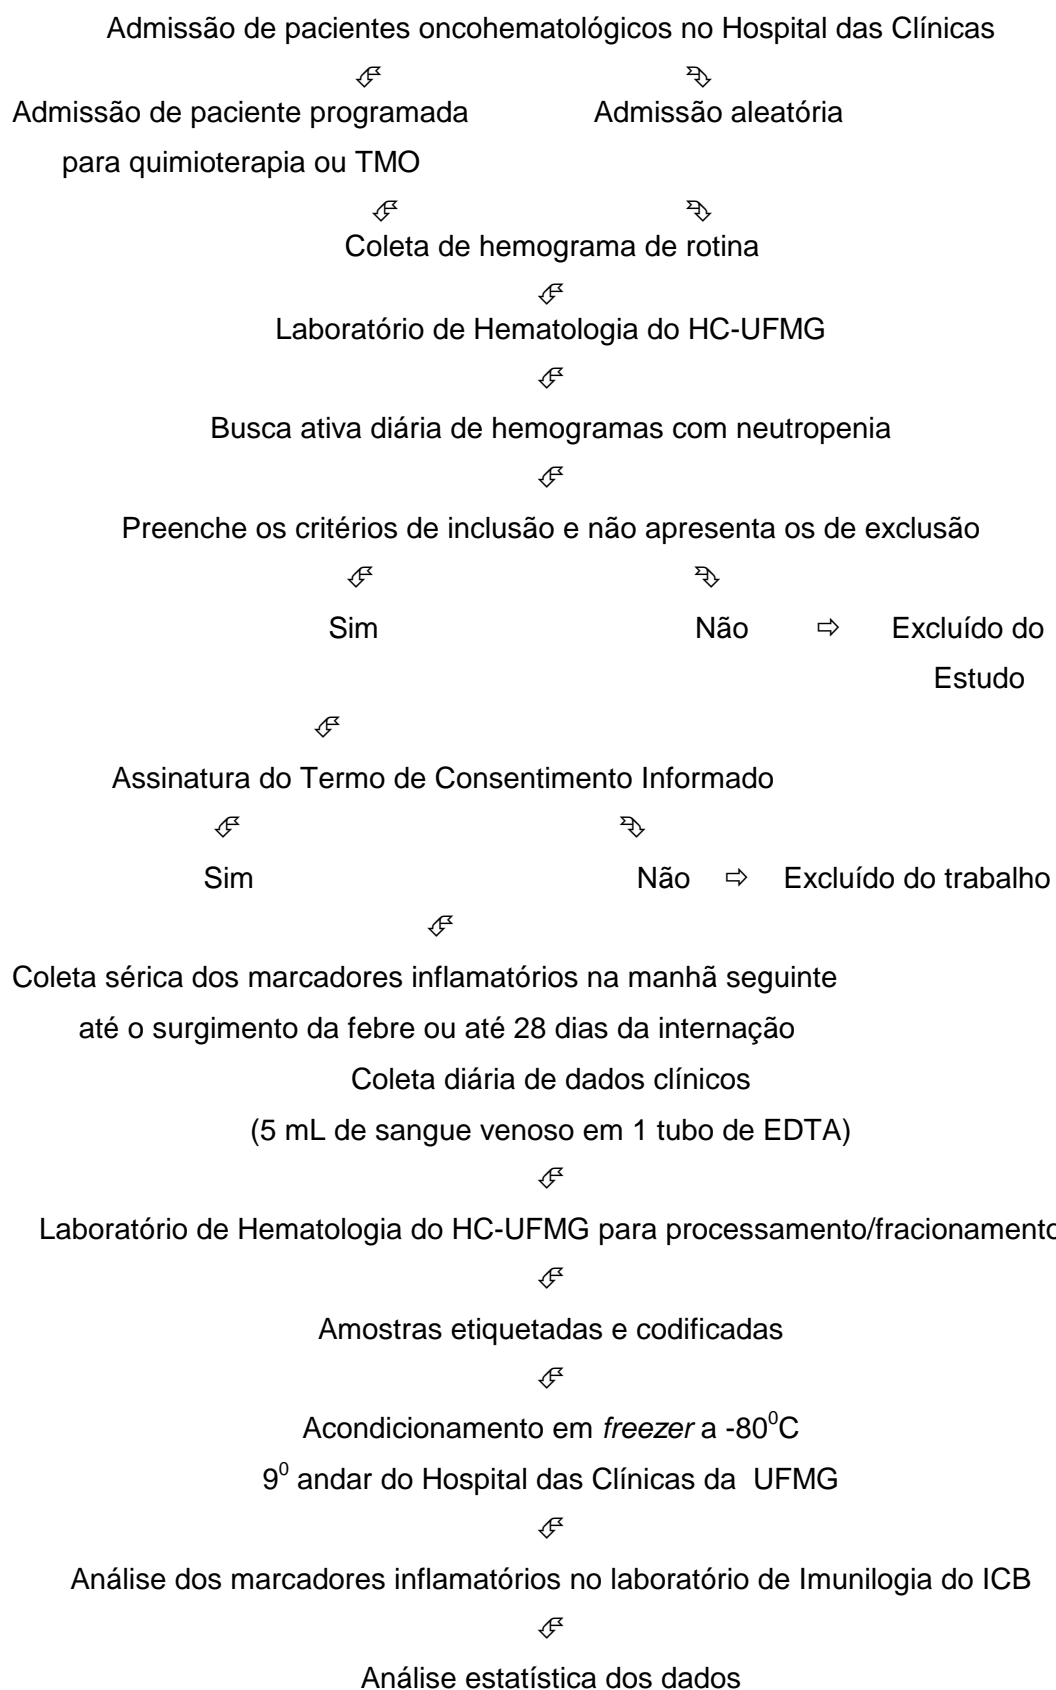 Admissão de pacientes oncohematológicos no Hospital das Clínicas
Admissão de paciente programada Admissão aleatória
para quimioterapia ou TMO
Coleta de hemograma de rotina
Laboratório de Hematologia do HC-UFMG
Busca ativa diária de hemogramas com neutropenia
Preenche os critérios de inclusão e não apresenta os de exclusão
Sim Não ⇨ Excluído do
Estudo
Assinatura do Termo de Consentimento Informado
Sim Não ⇨ Excluído do trabalho
Coleta sérica dos marcadores inflamatórios na manhã seguinte
até o surgimento da febre ou até 28 dias da internação
Coleta diária de dados clínicos
(5 mL de sangue venoso em 1 tubo de EDTA)
Laboratório de Hematologia do HC-UFMG para processamento/fracionamento
Amostras etiquetadas e codificadas
Acondicionamento em freezer a -80⁰C
9⁰ andar do Hospital das Clínicas da UFMG
Análise dos marcadores inflamatórios no laboratório de Imunilogia do ICB
Análise estatística dos dados